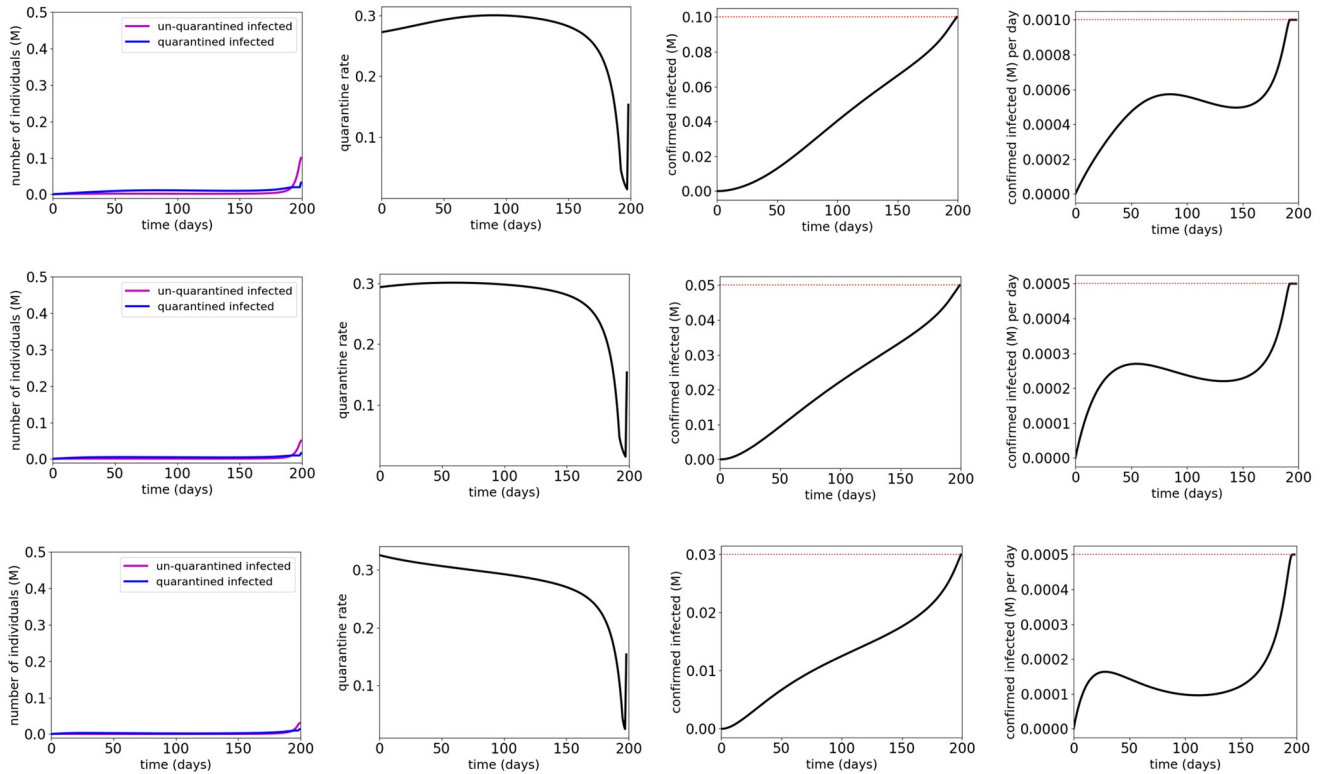 0.5
0.4
0.3
0.2
0.1
0.0
number of individuals (M)
un-quarantined infected
quarantined infected
0 50 100 150 200
time (days)
0.3
0.2
0.1
quarantine rate
0 50 100 150 200
time (days)
0.10
0.08
0.06
0.04
0.02
0.00
confirmed infected (M)
0 50 100 150 200
time (days)
0.0010
0.0008
0.0006
0.0004
0.0002
0.0000
confirmed infected (M) per day
0 50 100 150 200
time (days)
0.5
0.4
0.3
0.2
0.1
0.0
number of individuals (M)
un-quarantined infected
quarantined infected
0 50 100 150 200
time (days)
0.3
0.2
0.1
quarantine rate
0 50 100 150 200
time (days)
0.05
0.04
0.03
0.02
0.01
0.00
confirmed infected (M)
0 50 100 150 200
time (days)
0.0005
0.0004
0.0003
0.0002
0.0001
0.0000
confirmed infected (M) per day
0 50 100 150 200
time (days)
0.5
0.4
0.3
0.2
0.1
0.0
number of individuals (M)
un-quarantined infected
quarantined infected
0 50 100 150 200
time (days)
0.3
0.2
0.1
quarantine rate
0 50 100 150 200
time (days)
0.03
0.02
0.01
0.00
confirmed infected (M)
0 50 100 150 200
time (days)
0.0005
0.0004
0.0003
0.0002
0.0001
0.0000
confirmed infected (M) per day
0 50 100 150 200
time (days)